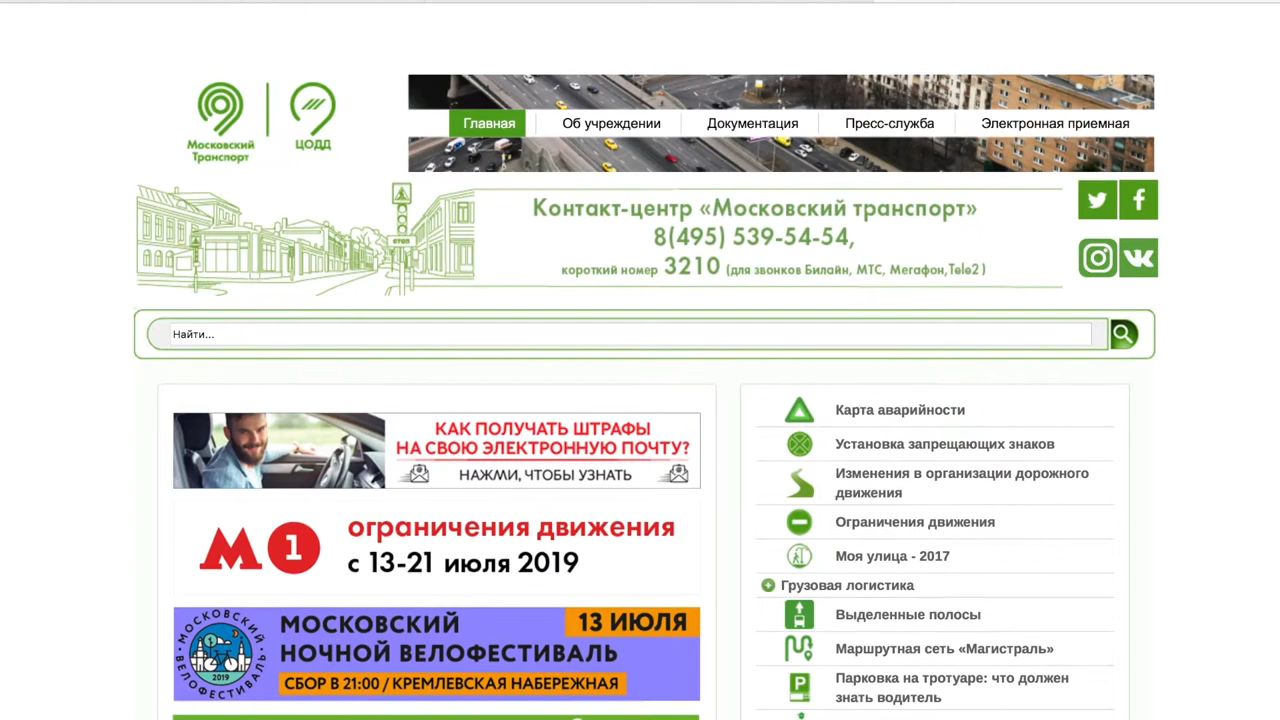 Московский
Транспорт
ЦОДД
Главная
Об учреждении
Документация
Пресс-служба
Электронная приемная
СТОП
Контакт-центр «Московский транспорт»
8(495) 539-54-54,
короткий номер 3210 (для звонков Билайн, МТС, Мегафон,Tele2 )
Найти...
КАК ПОЛУЧАТЬ ШТРАФЫ
НА СВОЮ ЭЛЕКТРОННУЮ ПОЧТУ?
НАЖМИ, ЧТОБЫ УЗНАТЬ
М 1
ограничения движения
с 13-21 июля 2019
МОСКОВСКИЙ
ВЕЛОФЕСТИВАЛЬ
2019
МОСКОВСКИЙ
13 ИЮЛЯ
НОЧНОЙ ВЕЛОФЕСТИВАЛЬ
СБОР В 21:00 / КРЕМЛЕВСКАЯ НАБЕРЕЖНАЯ
Карта аварийности
Установка запрещающих знаков
Изменения в организации дорожного
движения
Ограничения движения
Моя улица - 2017
Грузовая логистика
Выделенные полосы
Маршрутная сеть «Магистраль»
Парковка на тротуаре: что должен
знать водитель